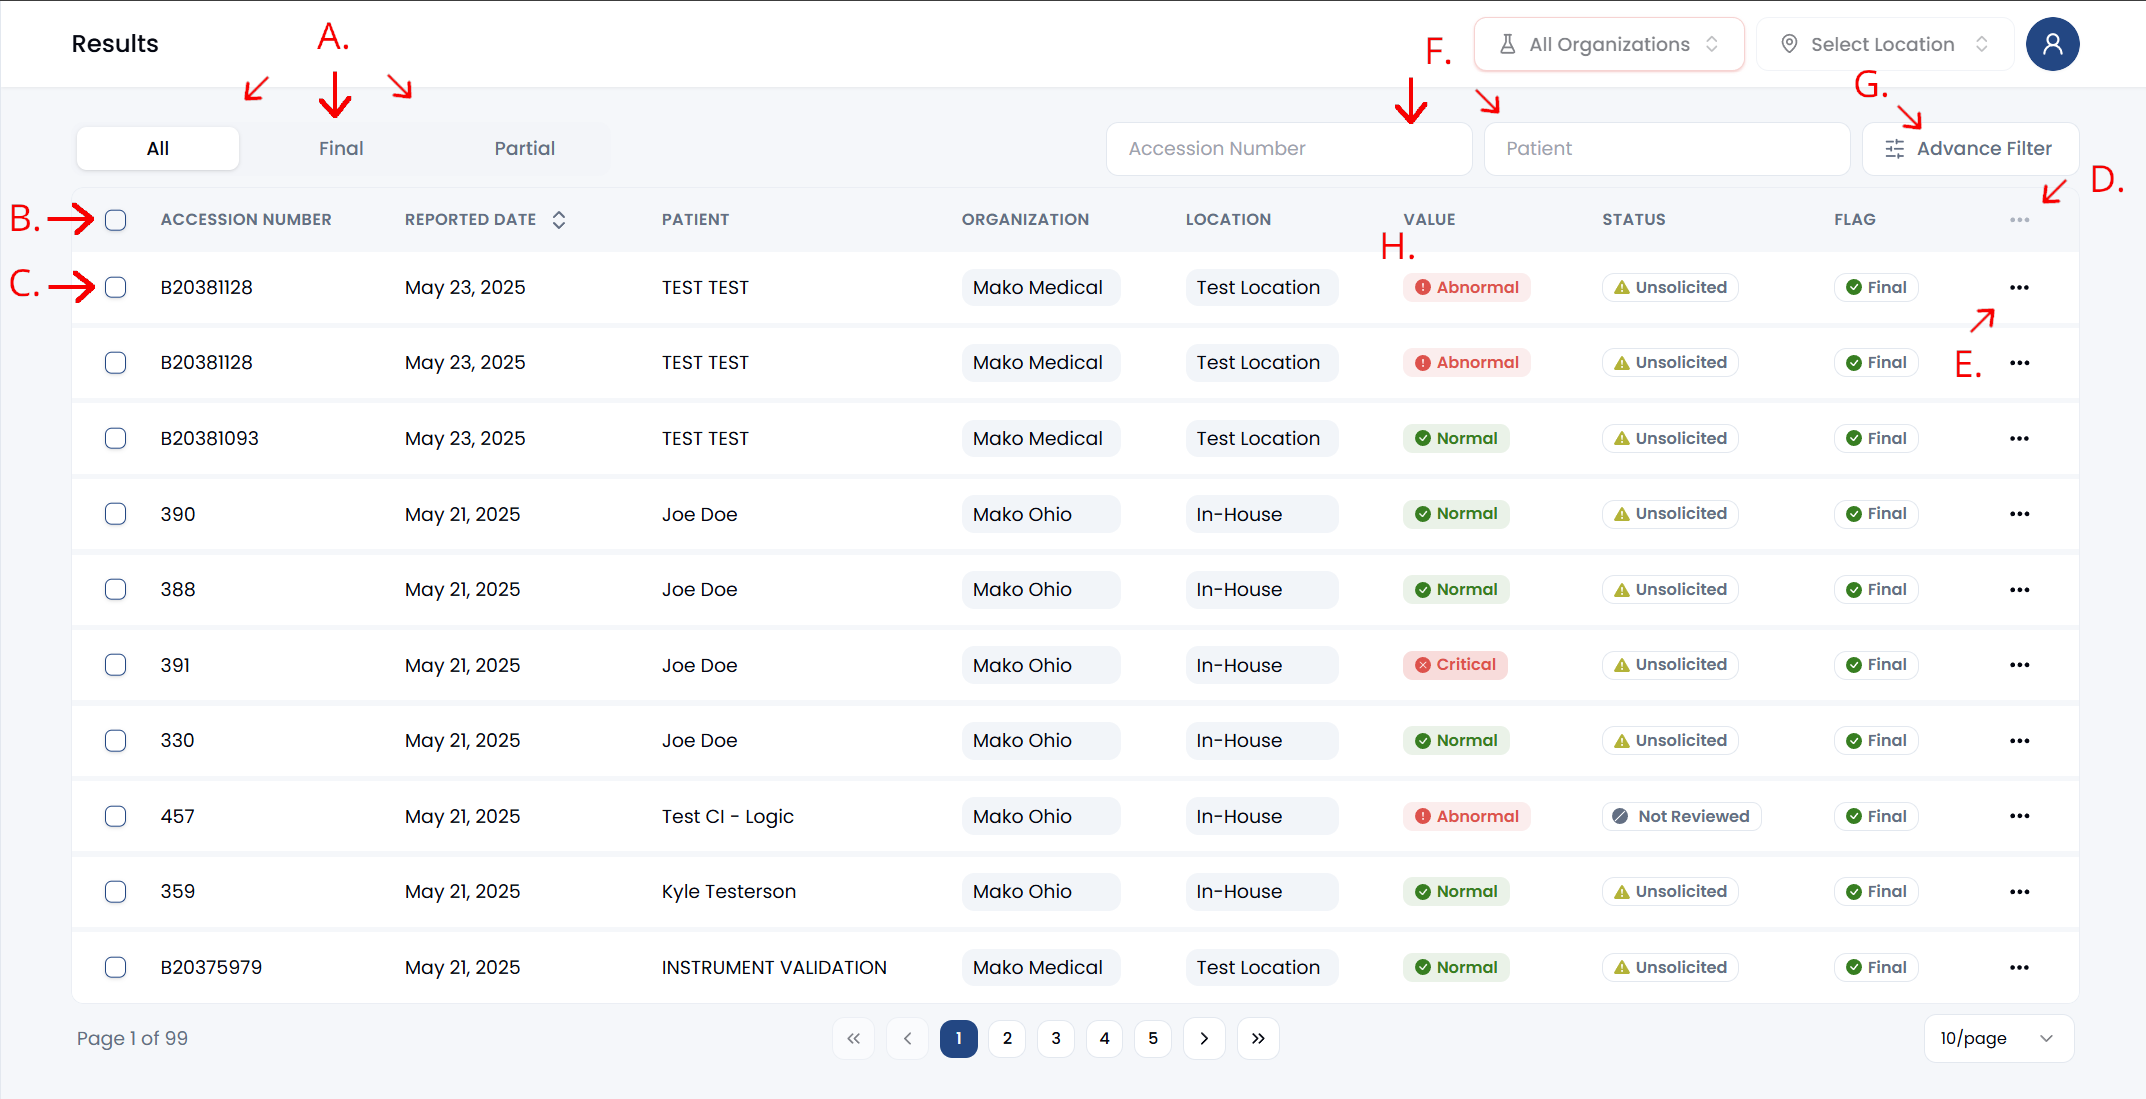 Results
A.
F.
All Organizations
Select Location
G.
All
Final
Partial
Accession Number
Patient
Advance Filter
D.
B.
ACCESSION NUMBER REPORTED DATE PATIENT ORGANIZATION LOCATION VALUE STATUS FLAG
H.
C.
B20381128 May 23, 2025 TEST TEST Mako Medical Test Location Abnormal Unsolicited Final
E.
B20381128 May 23, 2025 TEST TEST Mako Medical Test Location Abnormal Unsolicited Final
B20381093 May 23, 2025 TEST TEST Mako Medical Test Location Normal Unsolicited Final
390 May 21, 2025 Joe Doe Mako Ohio In-House Normal Unsolicited Final
388 May 21, 2025 Joe Doe Mako Ohio In-House Normal Unsolicited Final
391 May 21, 2025 Joe Doe Mako Ohio In-House Critical Unsolicited Final
330 May 21, 2025 Joe Doe Mako Ohio In-House Normal Unsolicited Final
457 May 21, 2025 Test CI - Logic Mako Ohio In-House Abnormal Not Reviewed Final
359 May 21, 2025 Kyle Testerson Mako Ohio In-House Normal Unsolicited Final
B20375979 May 21, 2025 INSTRUMENT VALIDATION Mako Medical Test Location Normal Unsolicited Final
Page 1 of 99
1 2 3 4 5
10/page